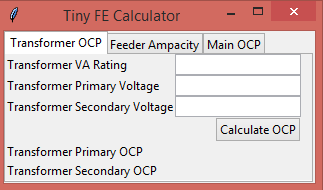 Tiny FE Calculator
Transformer OCP Feeder Ampacity Main OCP
Transformer VA Rating
Transformer Primary Voltage
Transformer Secondary Voltage
Calculate OCP
Transformer Primary OCP
Transformer Secondary OCP